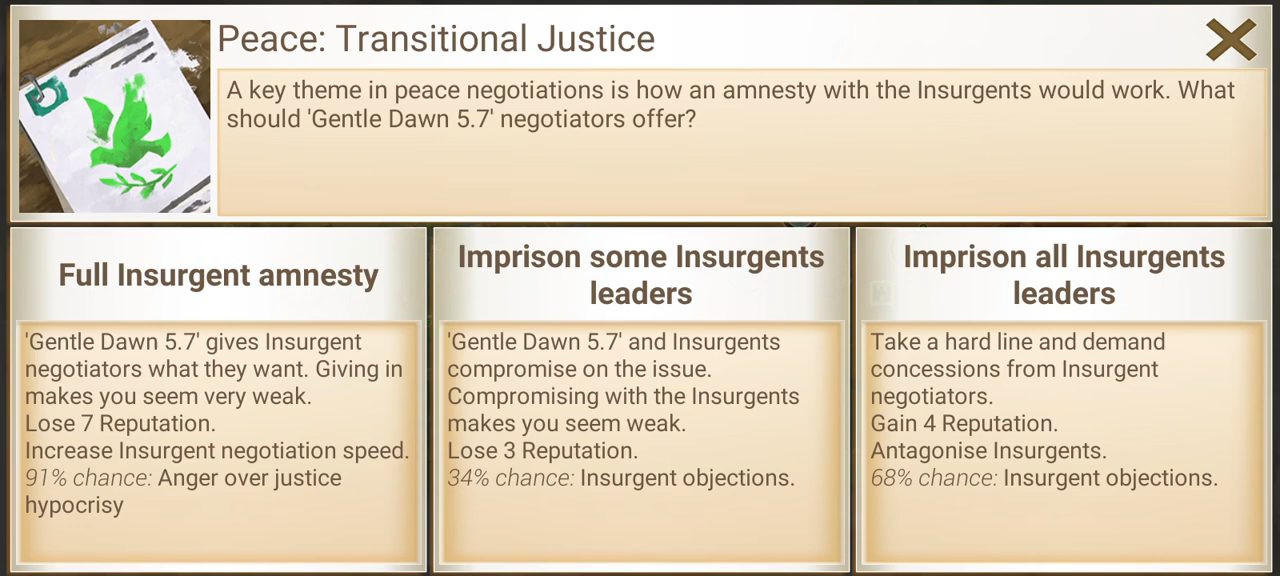 Peace: Transitional Justice
A key theme in peace negotiations is how an amnesty with the Insurgents would work. What
should 'Gentle Dawn 5.7' negotiators offer?
Full Insurgent amnesty
'Gentle Dawn 5.7' gives Insurgent
negotiators what they want. Giving in
makes you seem very weak.
Lose 7 Reputation.
Increase Insurgent negotiation speed.
91% chance: Anger over justice
hypocrisy
Imprison some Insurgents
leaders
'Gentle Dawn 5.7' and Insurgents
compromise on the issue.
Compromising with the Insurgents
makes you seem weak.
Lose 3 Reputation.
34% chance: Insurgent objections.
Imprison all Insurgents
leaders
Take a hard line and demand
concessions from Insurgent
negotiators.
Gain 4 Reputation.
Antagonise Insurgents.
68% chance: Insurgent objections.